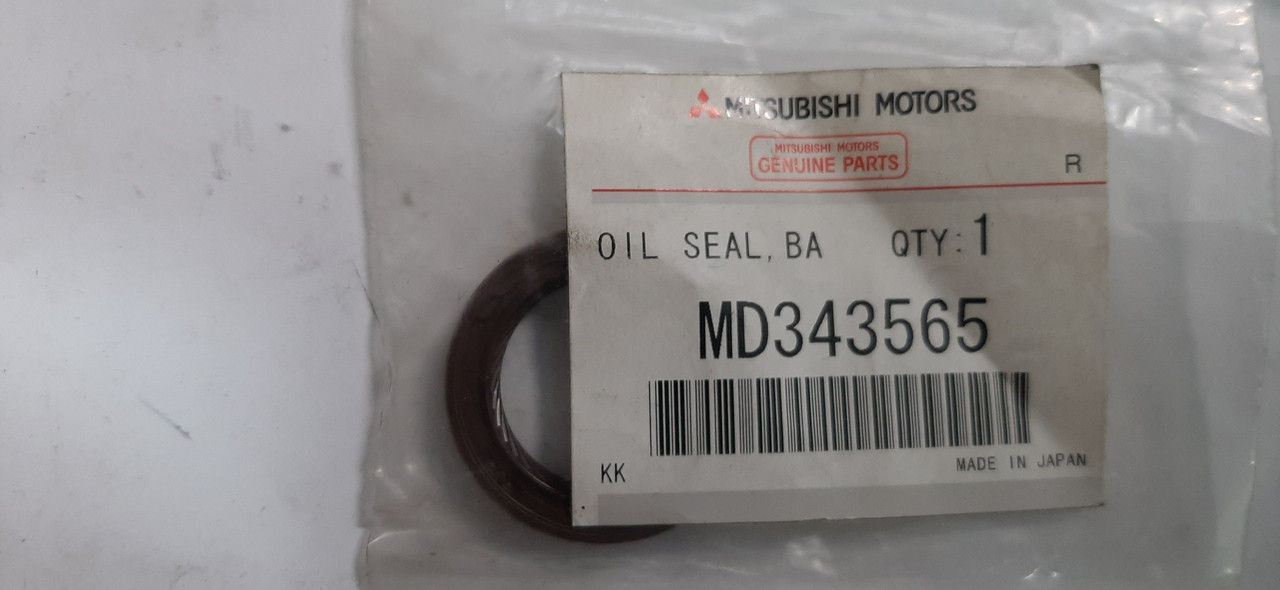 MITSUBISHI MOTORS
MITSUBISHI MOTORS
GENUINE PARTS
R
OIL SEAL,BA QTY:1
MD343565
KK
MADE IN JAPAN